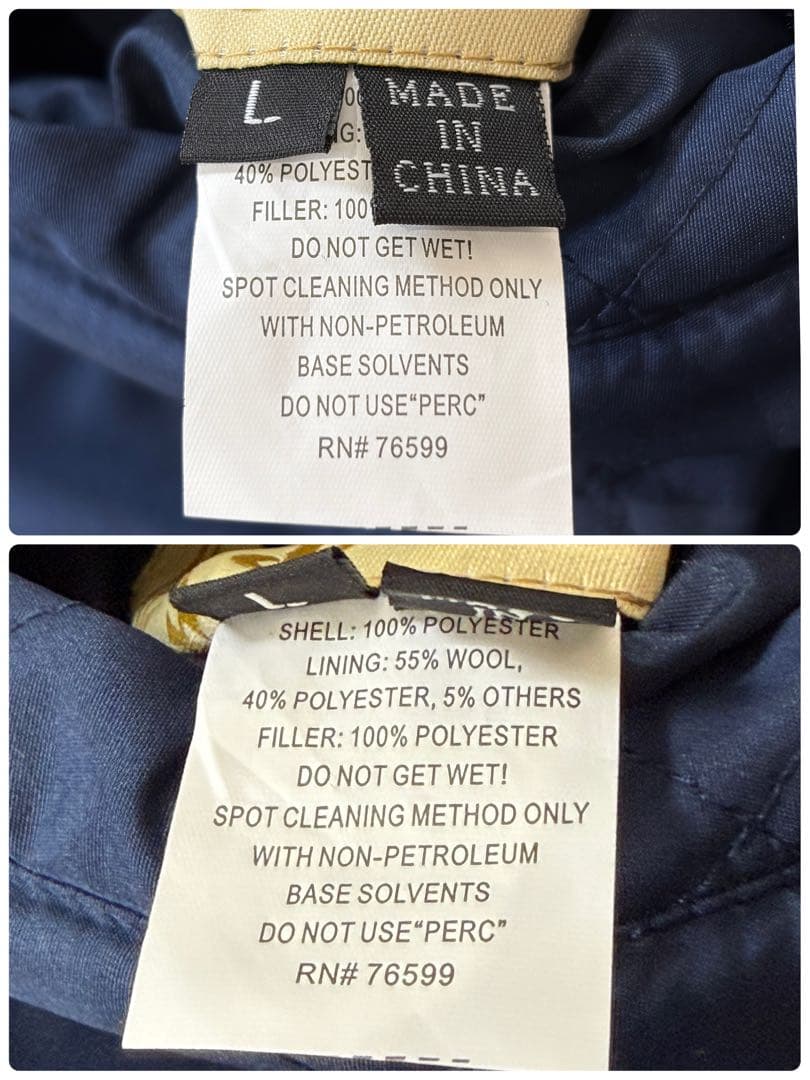 L
MADE
IN
CHINA
G:
40% POLYEST
FILLER: 100
DO NOT GET WET!
SPOT CLEANING METHOD ONLY
WITH NON-PETROLEUM
BASE SOLVENTS
DO NOT USE“PERC”
RN# 76599
L
SHELL: 100% POLYESTER
LINING: 55% WOOL,
40% POLYESTER, 5% OTHERS
FILLER: 100% POLYESTER
DO NOT GET WET!
SPOT CLEANING METHOD ONLY
WITH NON-PETROLEUM
BASE SOLVENTS
DO NOT USE“PERC”
RN# 76599